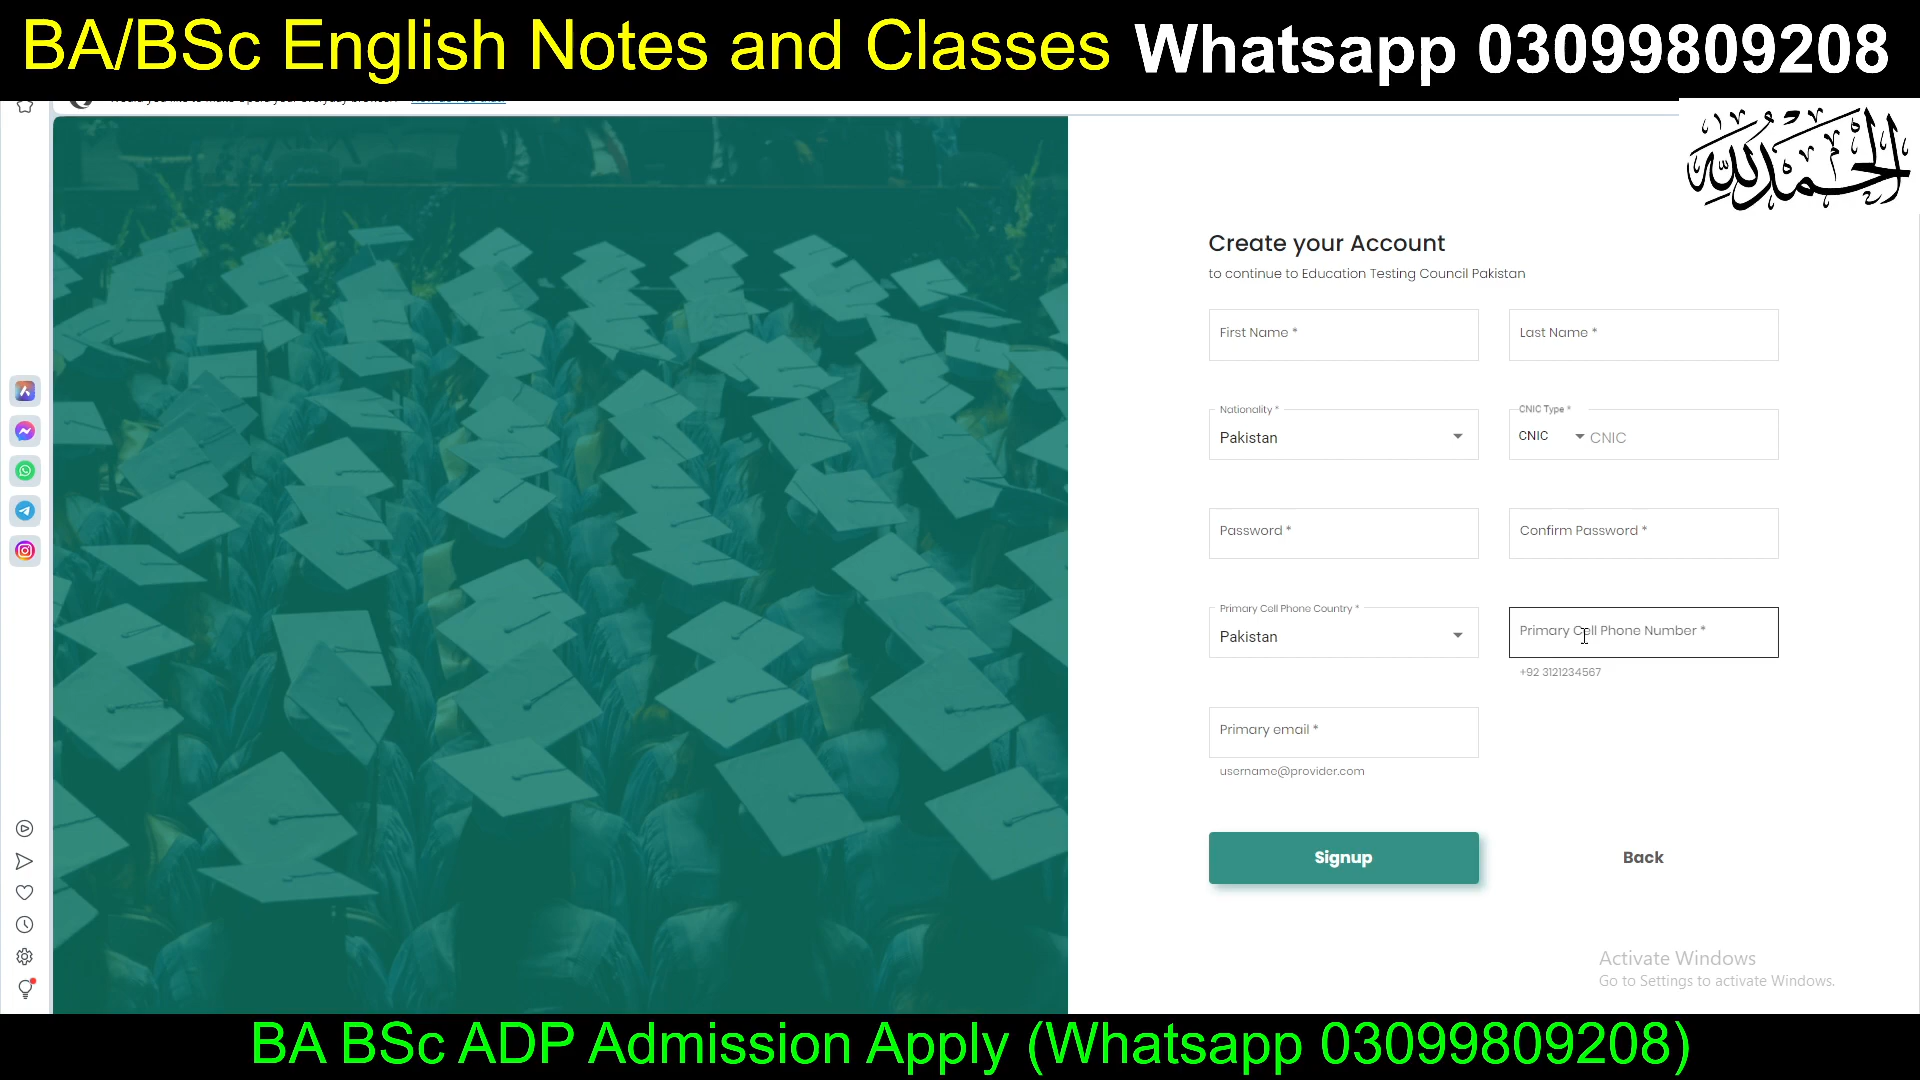 BA/BSc English Notes and Classes Whatsapp 03099809208
الحمد لله
Create your Account
to continue to Education Testing Council Pakistan
First Name *
Last Name *
Nationality *
Pakistan
CNIC Type *
CNIC
CNIC
Password *
Confirm Password *
Primary Cell Phone Country *
Pakistan
Primary Cell Phone Number *
+92 3121234567
Primary email *
username@provider.com
Signup
Back
Activate Windows
Go to Settings to activate Windows.
BA BSc ADP Admission Apply (Whatsapp 03099809208)